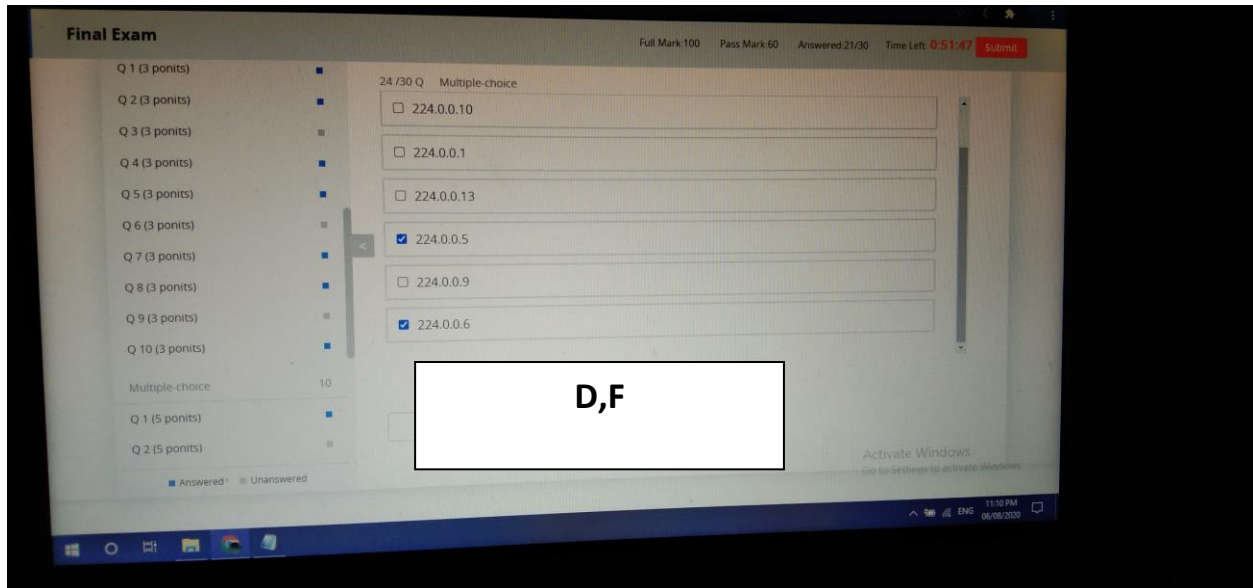 Final Exam
Full Mark:100 Pass Mark:60 Answered:21/30 Time Left: 0:51:47 Submit
Q 1 (3 ponits)
Q 2 (3 ponits)
Q 3 (3 ponits)
Q 4 (3 ponits)
Q 5 (3 ponits)
Q 6 (3 ponits)
Q 7 (3 ponits)
Q 8 (3 ponits)
Q 9 (3 ponits)
Q 10 (3 ponits)
Multiple-choice 10
Q 1 (5 ponits)
Q 2 (5 ponits)
Answered Unanswered
<
24 /30 Q Multiple-choice
224.0.0.10
224.0.0.1
224.0.0.13
224.0.0.5
224.0.0.9
224.0.0.6
D,F
Activate Windows
Go to Settings to activate Windows.
ENG
11:10 PM
06/08/2020